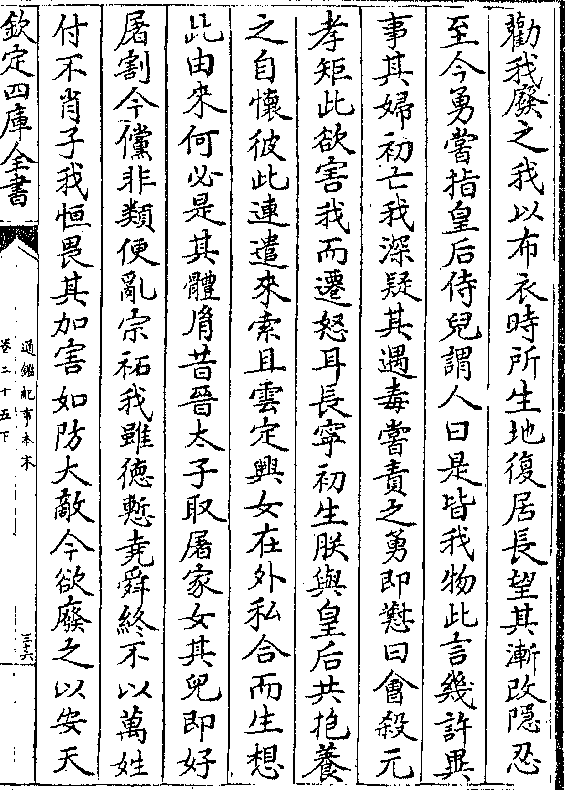 勸我廢之我以布衣時所生地復居長望其漸改隱忍
至今勇嘗指皇后侍兒謂人曰是皆我物此言幾許異
事其婦初亡我深疑其遇毒嘗責之勇即懟曰㑹殺元
孝矩此欲害我而遷怒耳長寧初生朕與皇后共抱養
之自懷彼此連遣來索且雲定興女在外私合而生想
此由來何必是其體𦙍昔晉太子取屠家女其兒即好
屠割今儻非類便亂宗祏我雖德慙堯舜終不以萬姓
付不肖子我恒畏其加害如防大敵今欲廢之以安天
欽定四庫全書
通鑑紀事本末
卷二十五下
三六